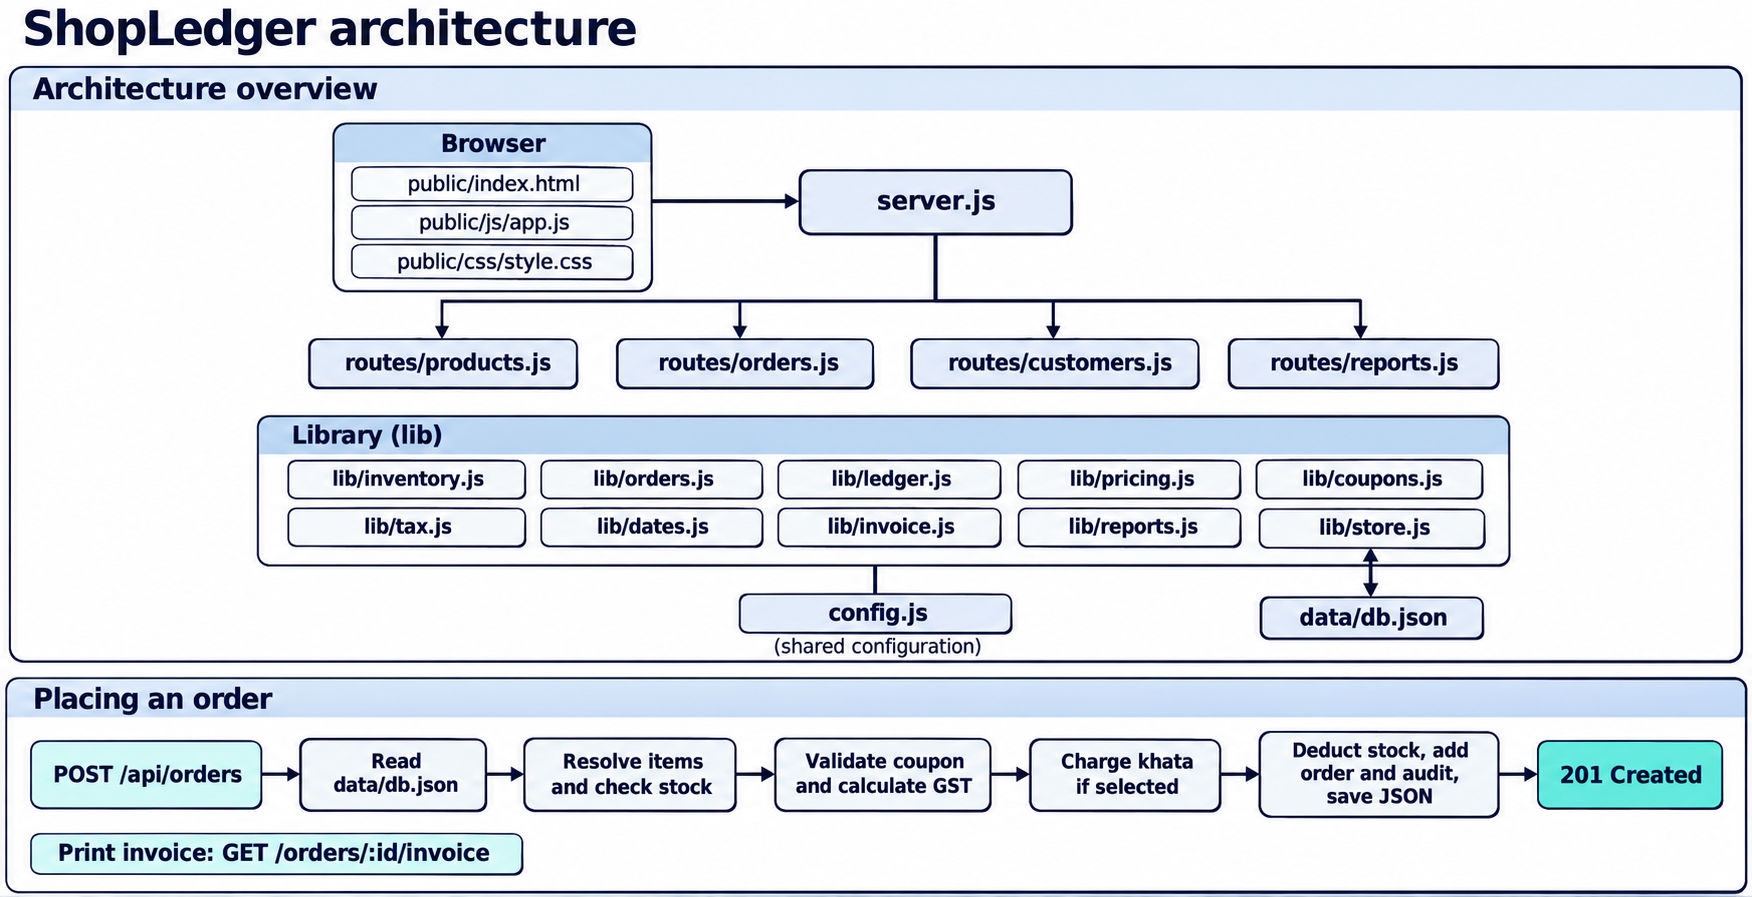 ShopLedger architecture
Architecture overview
Browser
public/index.html
public/js/app.js
public/css/style.css
server.js
routes/products.js
routes/orders.js
routes/customers.js
routes/reports.js
Library (lib)
lib/inventory.js
lib/orders.js
lib/ledger.js
lib/pricing.js
lib/coupons.js
lib/tax.js
lib/dates.js
lib/invoice.js
lib/reports.js
lib/store.js
config.js
(shared configuration)
data/db.json
Placing an order
POST /api/orders
Read
data/db.json
Resolve items
and check stock
Validate coupon
and calculate GST
Charge khata
if selected
Deduct stock, add
order and audit,
save JSON
201 Created
Print invoice: GET /orders/:id/invoice